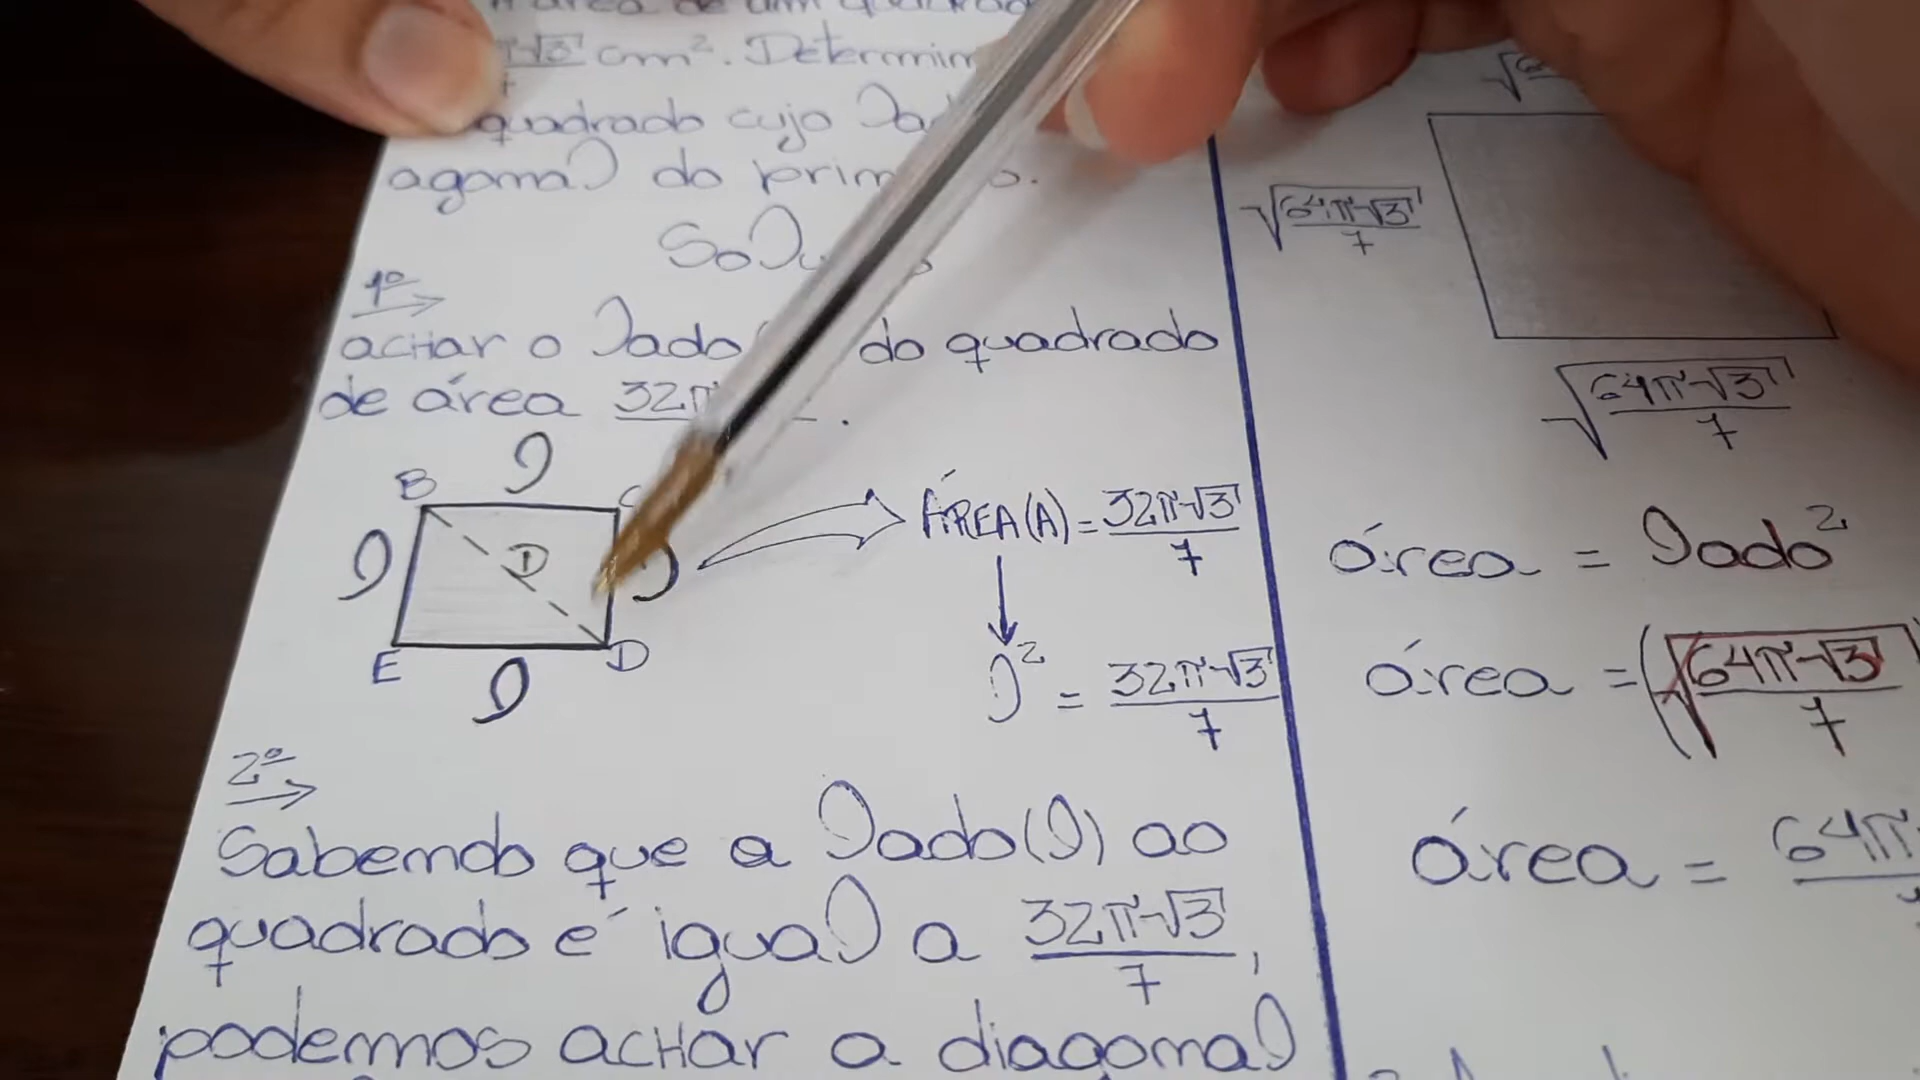 π√3 cm². Determin
quadrado cujo
agonal do prim o.
1º
achar o lado do quadrado
de área 32π .
l
B C
l D l
E D
l
ÁREA(A) = 32π√3
7
l² = 32π√3
7
2º
Sabendo que a lado(l) ao
quadrado é igual a 32π√3 ,
7
podemos achar a diagonal
√64π√3
7
√64π√3
7
área = lado²
área = (√64π√3
7
área = 64π